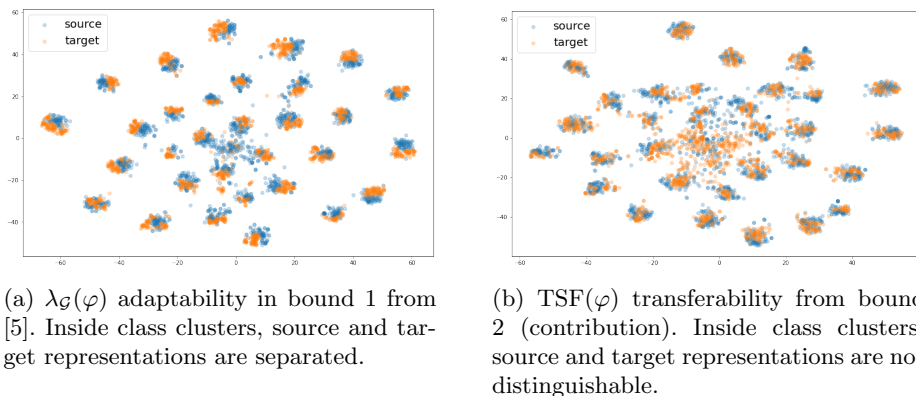 source
target
60
40
20
0
−20
−40
−60
−40
−20
0
20
40
60
source
target
60
40
20
0
−20
−40
−60
−40
−20
0
20
40
(a) λ𝒢(φ) adaptability in bound 1 from
[5]. Inside class clusters, source and tar-
get representations are separated.
(b) TSF(φ) transferability from bound
2 (contribution). Inside class clusters
source and target representations are no
distinguishable.